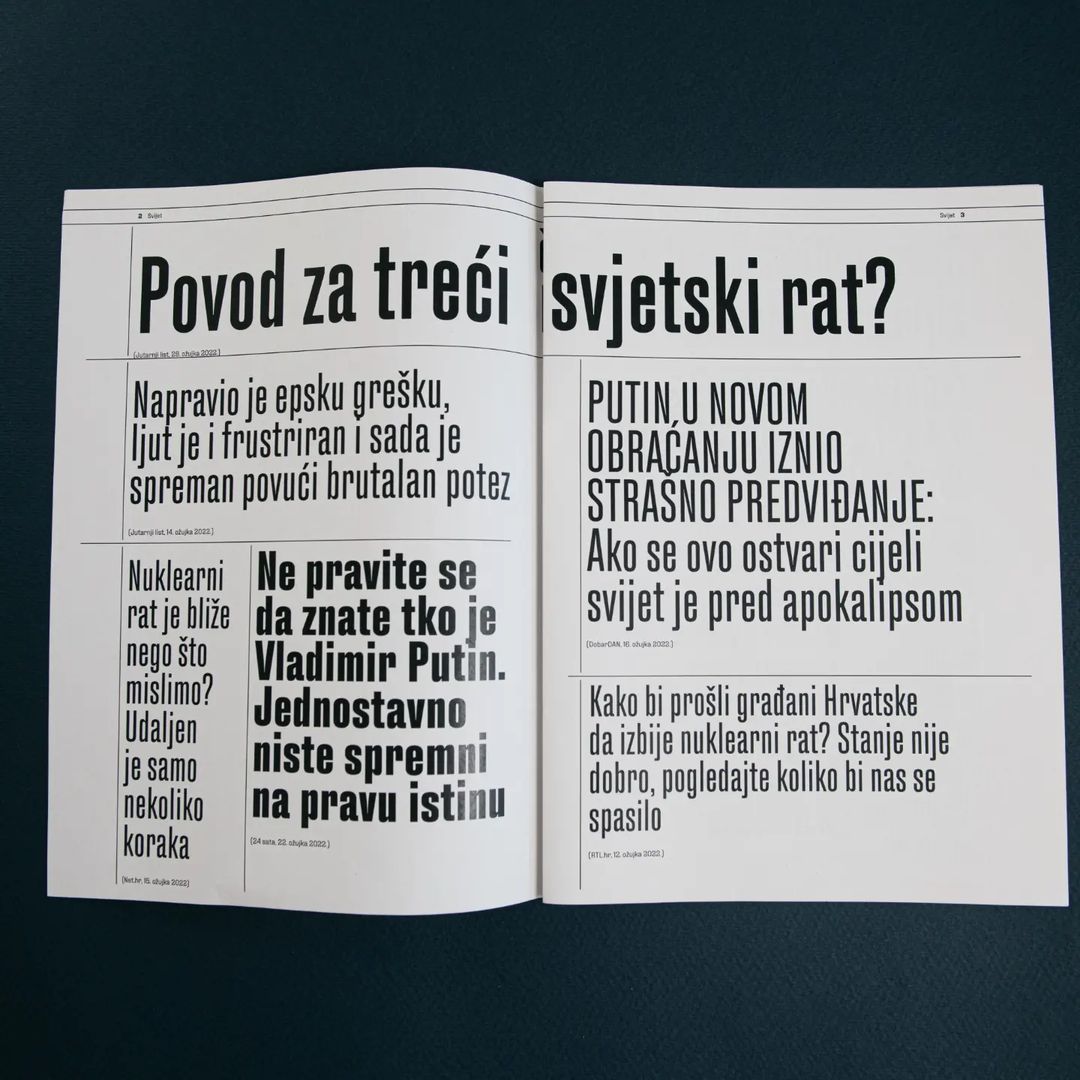 2 Svijet
Svijet 3
Povod za treći svjetski rat?
(Jutarnji list, 29. ožujka 2022.)
Napravio je epsku grešku,
ljut je i frustriran i sada je
spreman povući brutalan potez
(Jutarnji list, 14. ožujka 2022.)
Nuklearni
rat je bliže
nego što
mislimo?
Udaljen
je samo
nekoliko
koraka
(Net.hr, 15. ožujka 2022)
Ne pravite se
da znate tko je
Vladimir Putin.
Jednostavno
niste spremni
na pravu istinu
(24 sata, 22. ožujka 2022.)
PUTIN U NOVOM
OBRAĆANJU IZNIO
STRAŠNO PREDVIĐANJE:
Ako se ovo ostvari cijeli
svijet je pred apokalipsom
(DobarDAN, 16. ožujka 2022.)
Kako bi prošli građani Hrvatske
da izbije nuklearni rat? Stanje nije
dobro, pogledajte koliko bi nas se
spasilo
(RTL.hr, 12. ožujka 2022.)